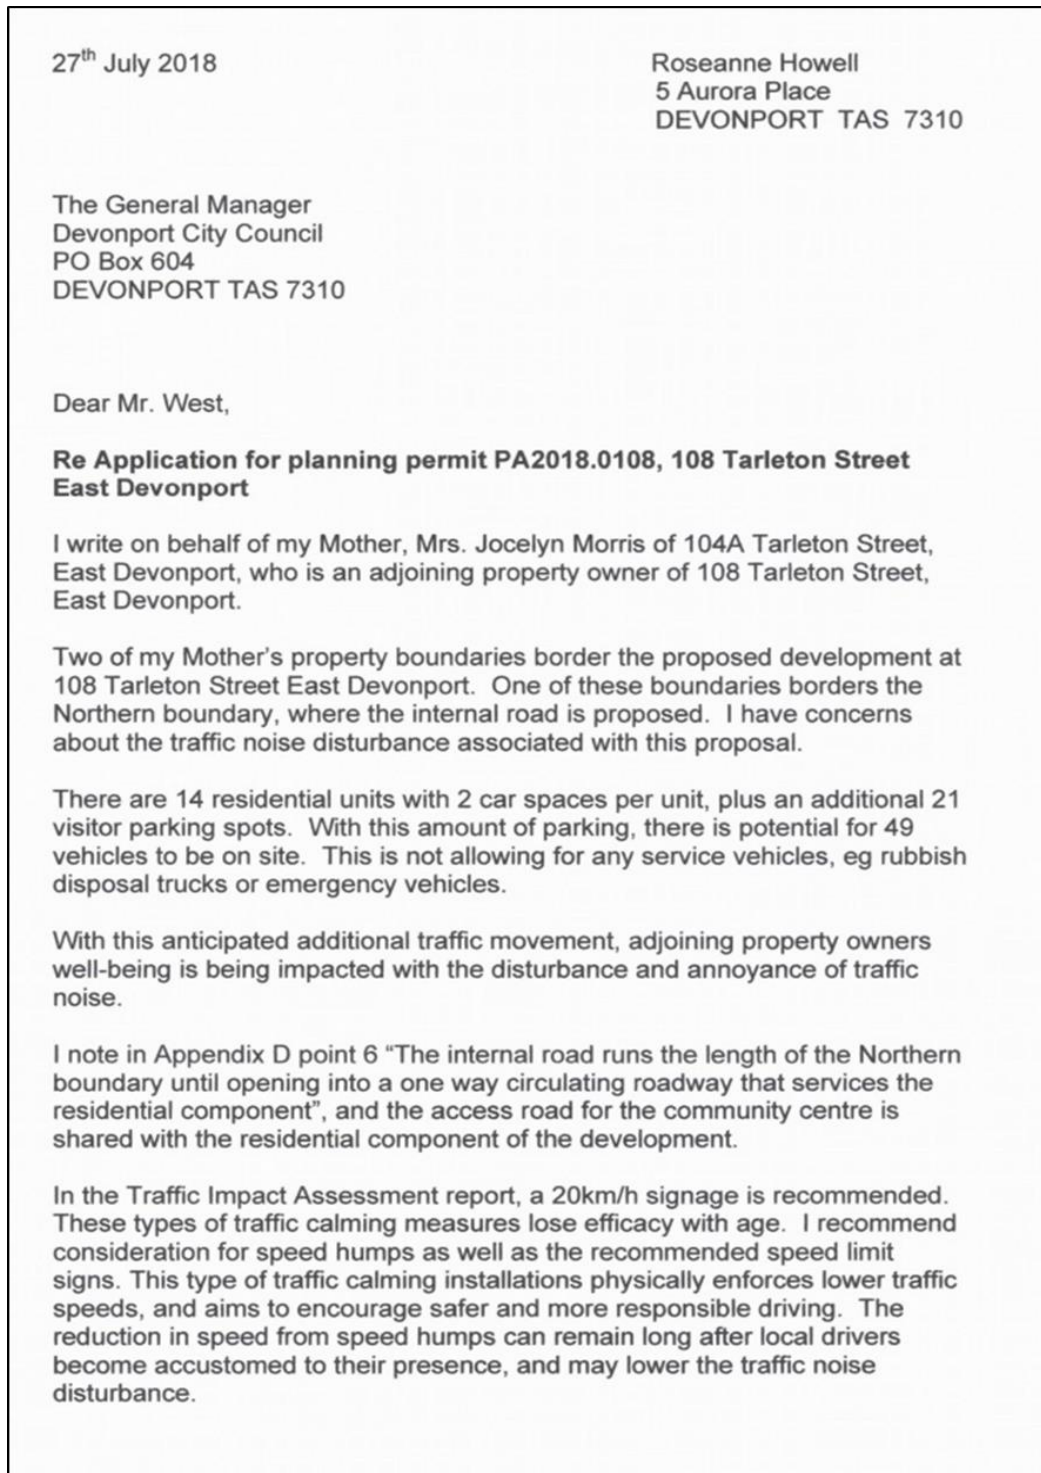 27th July 2018
Roseanne Howell
5 Aurora Place
DEVONPORT TAS 7310
The General Manager
Devonport City Council
PO Box 604
DEVONPORT TAS 7310
Dear Mr. West,
Re Application for planning permit PA2018.0108, 108 Tarleton Street
East Devonport
I write on behalf of my Mother, Mrs. Jocelyn Morris of 104A Tarleton Street,
East Devonport, who is an adjoining property owner of 108 Tarleton Street,
East Devonport.
Two of my Mother's property boundaries border the proposed development at
108 Tarleton Street East Devonport. One of these boundaries borders the
Northern boundary, where the internal road is proposed. I have concerns
about the traffic noise disturbance associated with this proposal.
There are 14 residential units with 2 car spaces per unit, plus an additional 21
visitor parking spots. With this amount of parking, there is potential for 49
vehicles to be on site. This is not allowing for any service vehicles, eg rubbish
disposal trucks or emergency vehicles.
With this anticipated additional traffic movement, adjoining property owners
well-being is being impacted with the disturbance and annoyance of traffic
noise.
I note in Appendix D point 6 “The internal road runs the length of the Northern
boundary until opening into a one way circulating roadway that services the
residential component”, and the access road for the community centre is
shared with the residential component of the development.
In the Traffic Impact Assessment report, a 20km/h signage is recommended.
These types of traffic calming measures lose efficacy with age. I recommend
consideration for speed humps as well as the recommended speed limit
signs. This type of traffic calming installations physically enforces lower traffic
speeds, and aims to encourage safer and more responsible driving. The
reduction in speed from speed humps can remain long after local drivers
become accustomed to their presence, and may lower the traffic noise
disturbance.